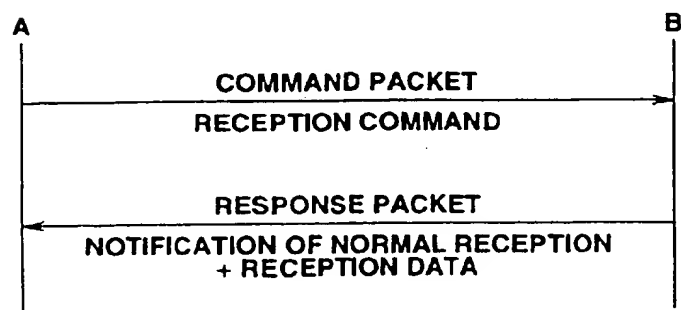 A
B
COMMAND PACKET
RECEPTION COMMAND
RESPONSE PACKET
NOTIFICATION OF NORMAL RECEPTION
+ RECEPTION DATA